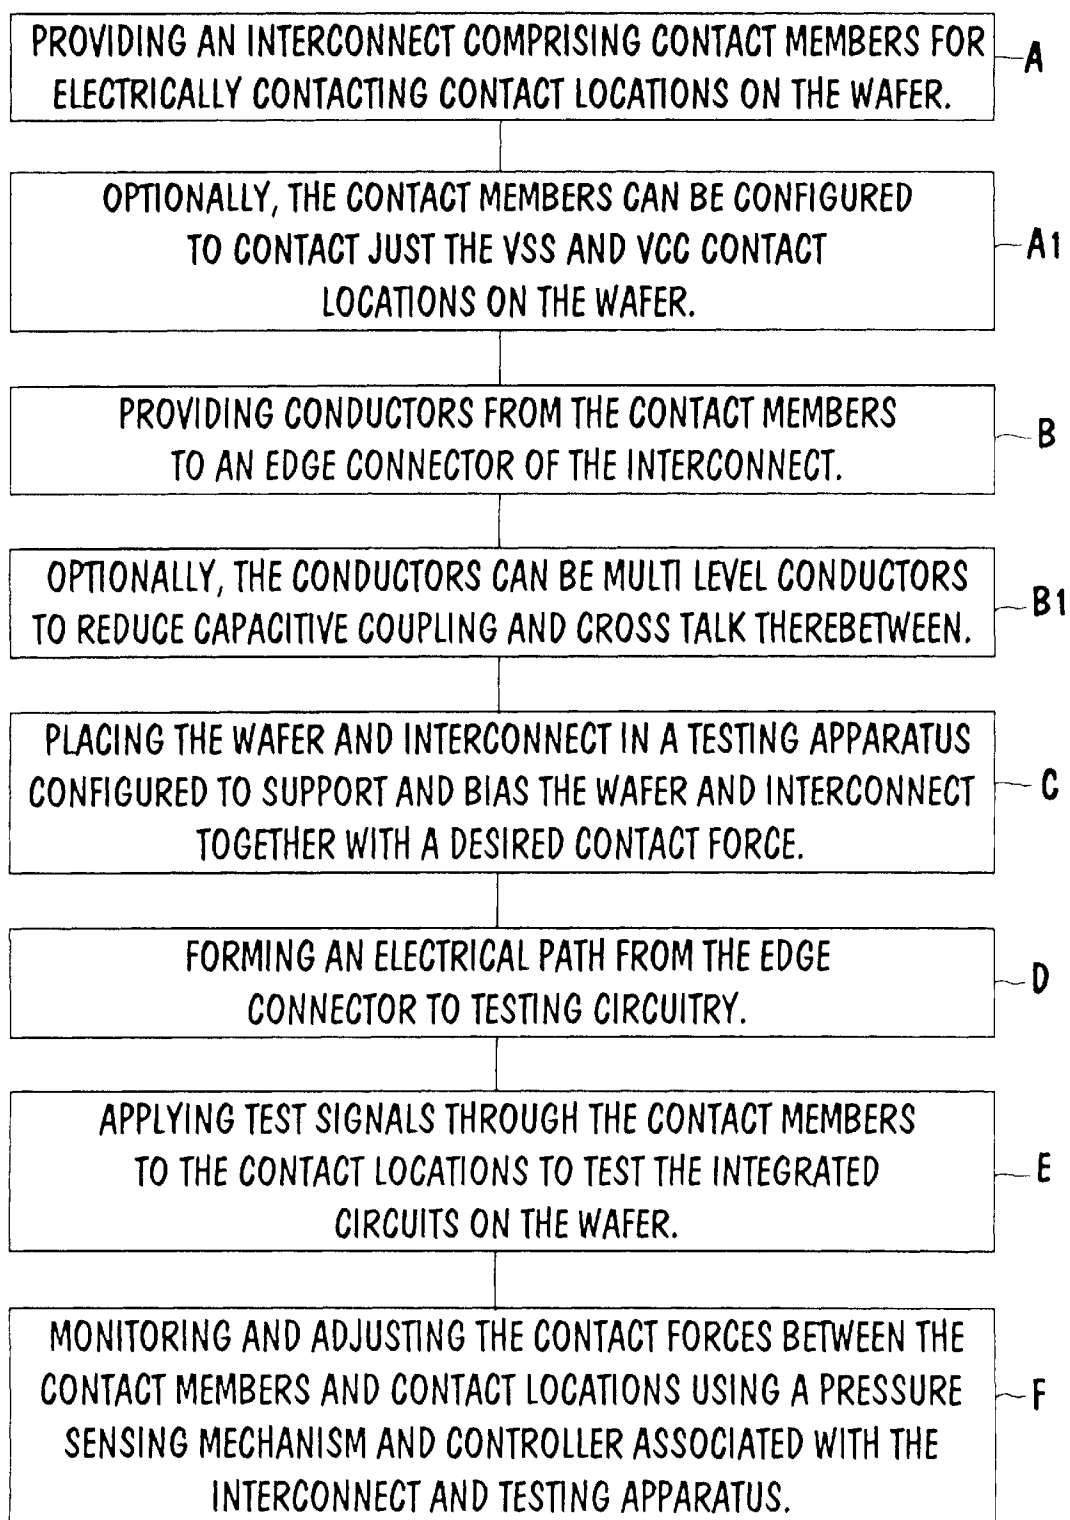 PROVIDING AN INTERCONNECT COMPRISING CONTACT MEMBERS FOR
ELECTRICALLY CONTACTING CONTACT LOCATIONS ON THE WAFER.
A
OPTIONALLY, THE CONTACT MEMBERS CAN BE CONFIGURED
TO CONTACT JUST THE VSS AND VCC CONTACT
LOCATIONS ON THE WAFER.
A1
PROVIDING CONDUCTORS FROM THE CONTACT MEMBERS
TO AN EDGE CONNECTOR OF THE INTERCONNECT.
B
OPTIONALLY, THE CONDUCTORS CAN BE MULTI LEVEL CONDUCTORS
TO REDUCE CAPACITIVE COUPLING AND CROSS TALK THEREBETWEEN.
B1
PLACING THE WAFER AND INTERCONNECT IN A TESTING APPARATUS
CONFIGURED TO SUPPORT AND BIAS THE WAFER AND INTERCONNECT
TOGETHER WITH A DESIRED CONTACT FORCE.
C
FORMING AN ELECTRICAL PATH FROM THE EDGE
CONNECTOR TO TESTING CIRCUITRY.
D
APPLYING TEST SIGNALS THROUGH THE CONTACT MEMBERS
TO THE CONTACT LOCATIONS TO TEST THE INTEGRATED
CIRCUITS ON THE WAFER.
E
MONITORING AND ADJUSTING THE CONTACT FORCES BETWEEN THE
CONTACT MEMBERS AND CONTACT LOCATIONS USING A PRESSURE
SENSING MECHANISM AND CONTROLLER ASSOCIATED WITH THE
INTERCONNECT AND TESTING APPARATUS.
F